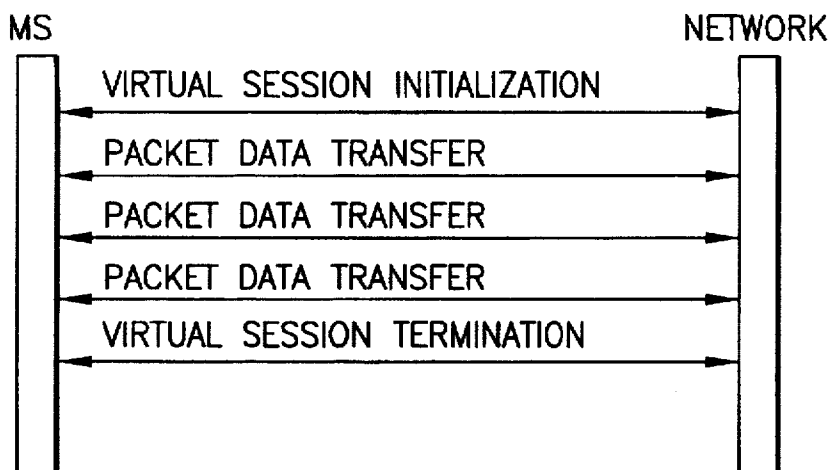 MS
NETWORK
VIRTUAL SESSION INITIALIZATION
PACKET DATA TRANSFER
PACKET DATA TRANSFER
PACKET DATA TRANSFER
VIRTUAL SESSION TERMINATION